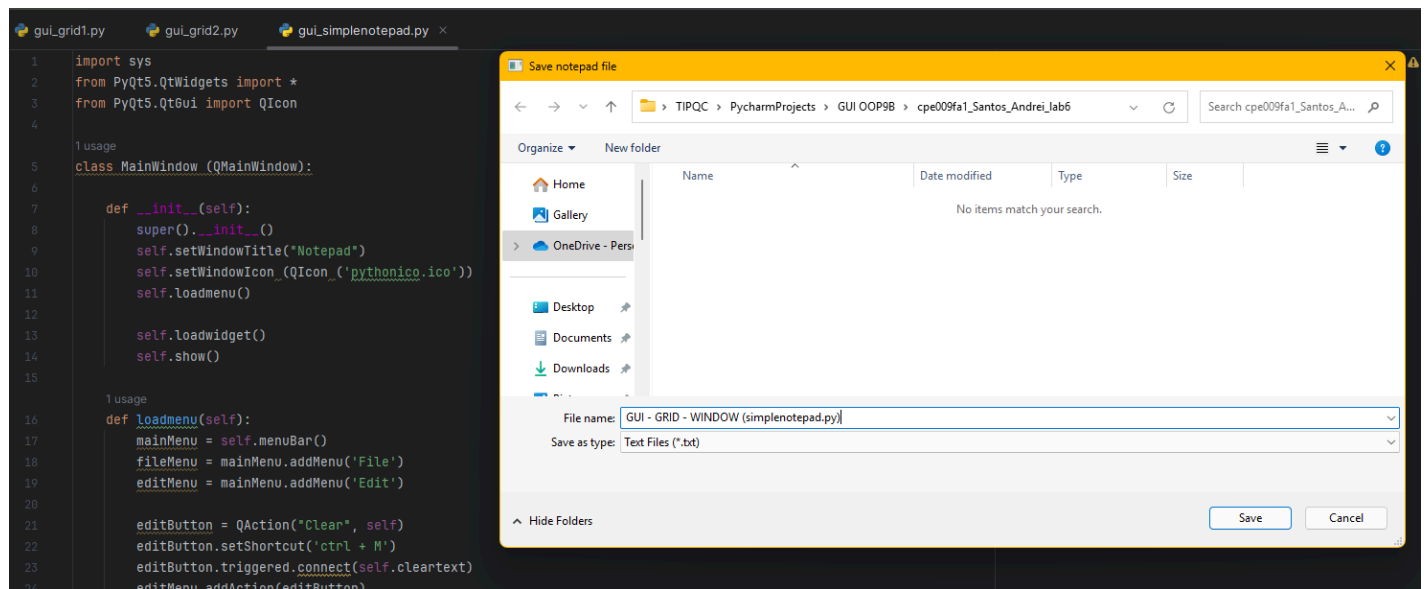 gui_grid1.py gui_grid2.py gui_simplenotepad.py ×
1 import sys
2 from PyQt5.QtWidgets import *
3 from PyQt5.QtGui import QIcon
4
1 usage
5 class MainWindow (QMainWindow):
6
7 def __init__(self):
8 super().__init__()
9 self.setWindowTitle("Notepad")
10 self.setWindowIcon (QIcon ('pythonico.ico'))
11 self.loadmenu()
12
13 self.loadwidget()
14 self.show()
15
1 usage
16 def loadmenu(self):
17 mainMenu = self.menuBar()
18 fileMenu = mainMenu.addMenu('File')
19 editMenu = mainMenu.addMenu('Edit')
20
21 editButton = QAction("Clear", self)
22 editButton.setShortcut('ctrl + M')
23 editButton.triggered.connect(self.cleartext)
24 editMenu.addAction(editButton)
Save notepad file
> TIPQC > PycharmProjects > GUI OOP9B > cpe009fa1_Santos_Andrei_lab6
Search cpe009fa1_Santos_A...
Organize New folder
Name Date modified Type Size
No items match your search.
Home
Gallery
OneDrive - Pers
Desktop
Documents
Downloads
File name: GUI - GRID - WINDOW (simplenotepad.py)
Save as type: Text Files (*.txt)
Hide Folders
Save Cancel